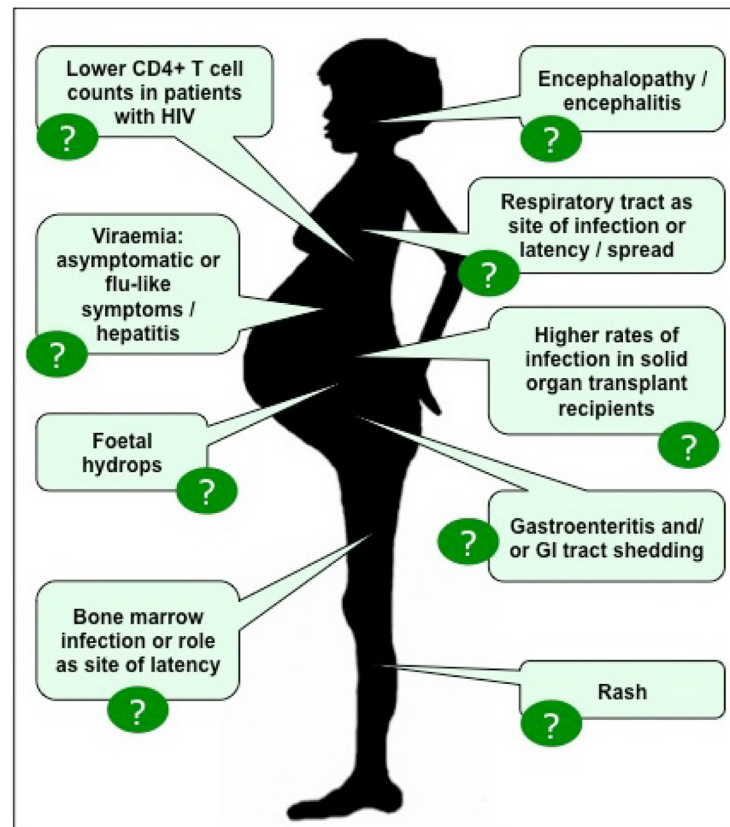 Lower CD4+ T cell
counts in patients
with HIV
?
Encephalopathy /
encephalitis
?
Viraemia:
asymptomatic or
flu-like
symptoms /
hepatitis
?
Respiratory tract as
site of infection or
latency / spread
?
Higher rates of
infection in solid
organ transplant
recipients
?
Foetal
hydrops
?
Gastroenteritis and/
or GI tract shedding
?
Bone marrow
infection or role
as site of latency
?
Rash
?